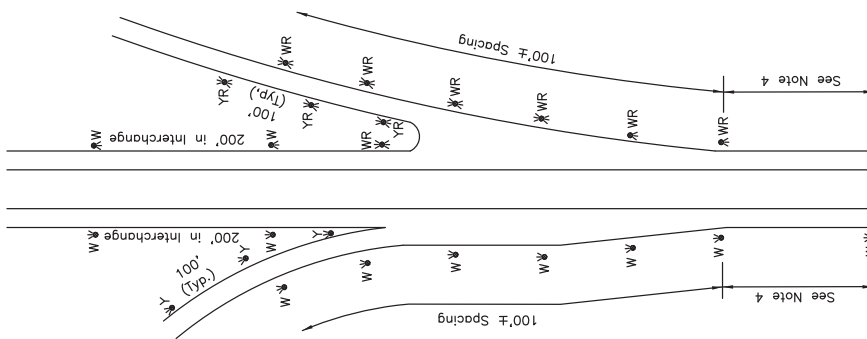 See Note 4
100'± Spacing
W
W
W
W
W
W
W
100'
(Typ.)
Y
Y
Y
W
W
200' in Interchange
200' in Interchange
WR
W
W
YR
YR
YR
100'
(Typ.)
WR
WR
WR
WR
WR
WR
See Note 4
100'± Spacing